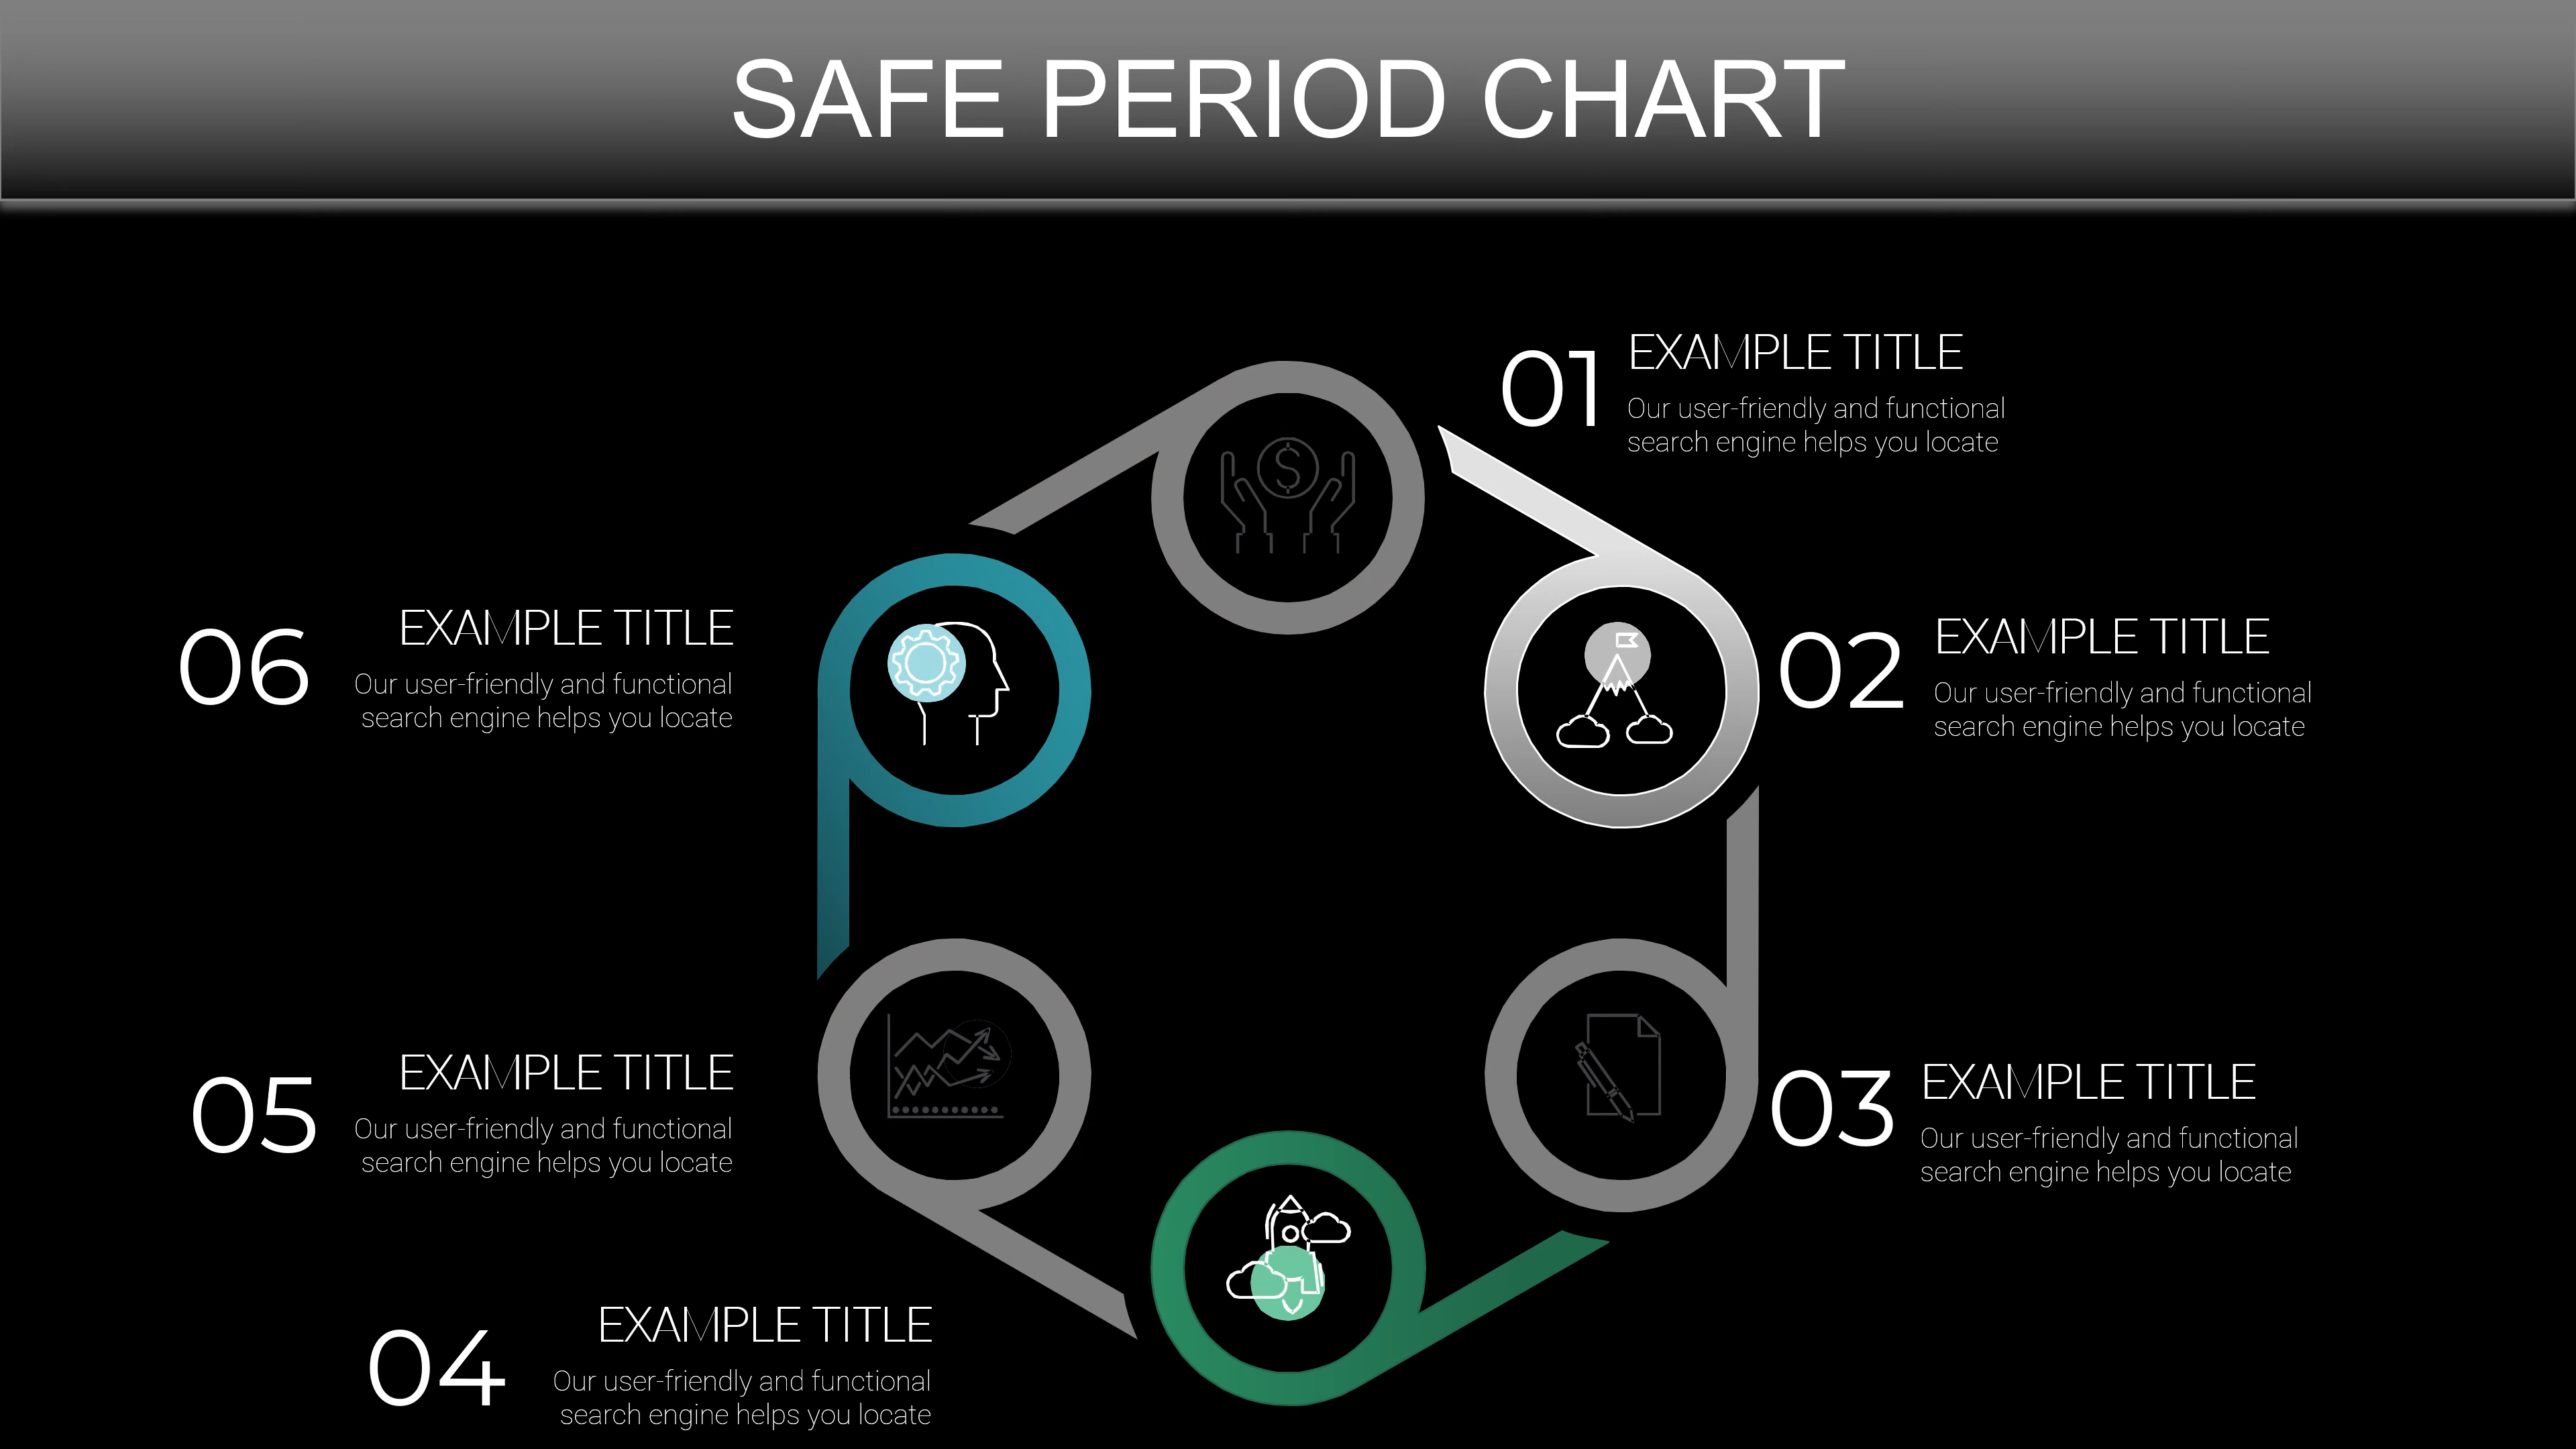 SAFE PERIOD CHART
01
EXAMPLE TITLE
Our user-friendly and functional
search engine helps you locate
02
EXAMPLE TITLE
Our user-friendly and functional
search engine helps you locate
03
EXAMPLE TITLE
Our user-friendly and functional
search engine helps you locate
04
EXAMPLE TITLE
Our user-friendly and functional
search engine helps you locate
05
EXAMPLE TITLE
Our user-friendly and functional
search engine helps you locate
06
EXAMPLE TITLE
Our user-friendly and functional
search engine helps you locate
$